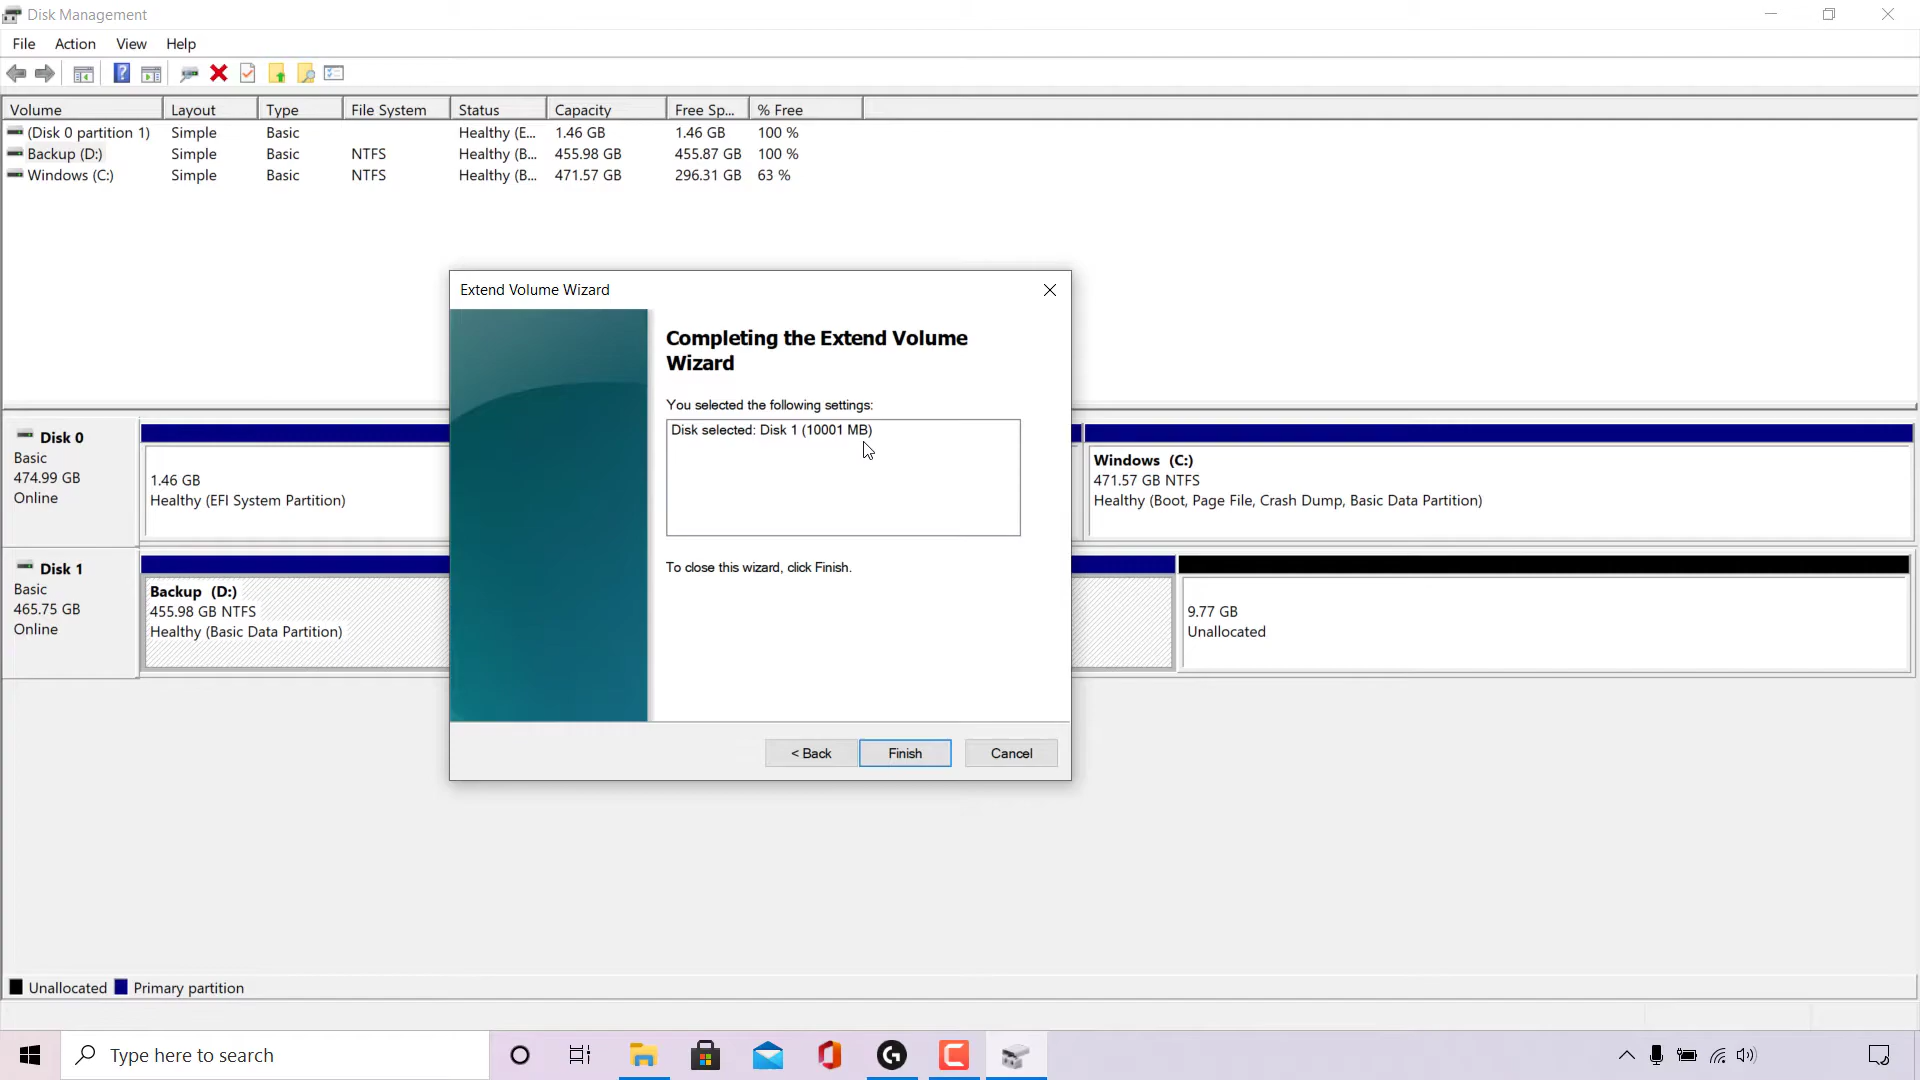 Disk Management
File Action View Help
Volume Layout Type File System Status Capacity Free Sp... % Free
(Disk 0 partition 1) Simple Basic Healthy (E... 1.46 GB 1.46 GB 100 %
Backup (D:) Simple Basic NTFS Healthy (B... 455.98 GB 455.87 GB 100 %
Windows (C:) Simple Basic NTFS Healthy (B... 471.57 GB 296.31 GB 63 %
Extend Volume Wizard
Completing the Extend Volume
Wizard
You selected the following settings:
Disk selected: Disk 1 (10001 MB)
To close this wizard, click Finish.
< Back Finish Cancel
Disk 0
Basic
474.99 GB
Online
1.46 GB
Healthy (EFI System Partition)
Windows (C:)
471.57 GB NTFS
Healthy (Boot, Page File, Crash Dump, Basic Data Partition)
Disk 1
Basic
465.75 GB
Online
Backup (D:)
455.98 GB NTFS
Healthy (Basic Data Partition)
9.77 GB
Unallocated
Unallocated Primary partition
Type here to search